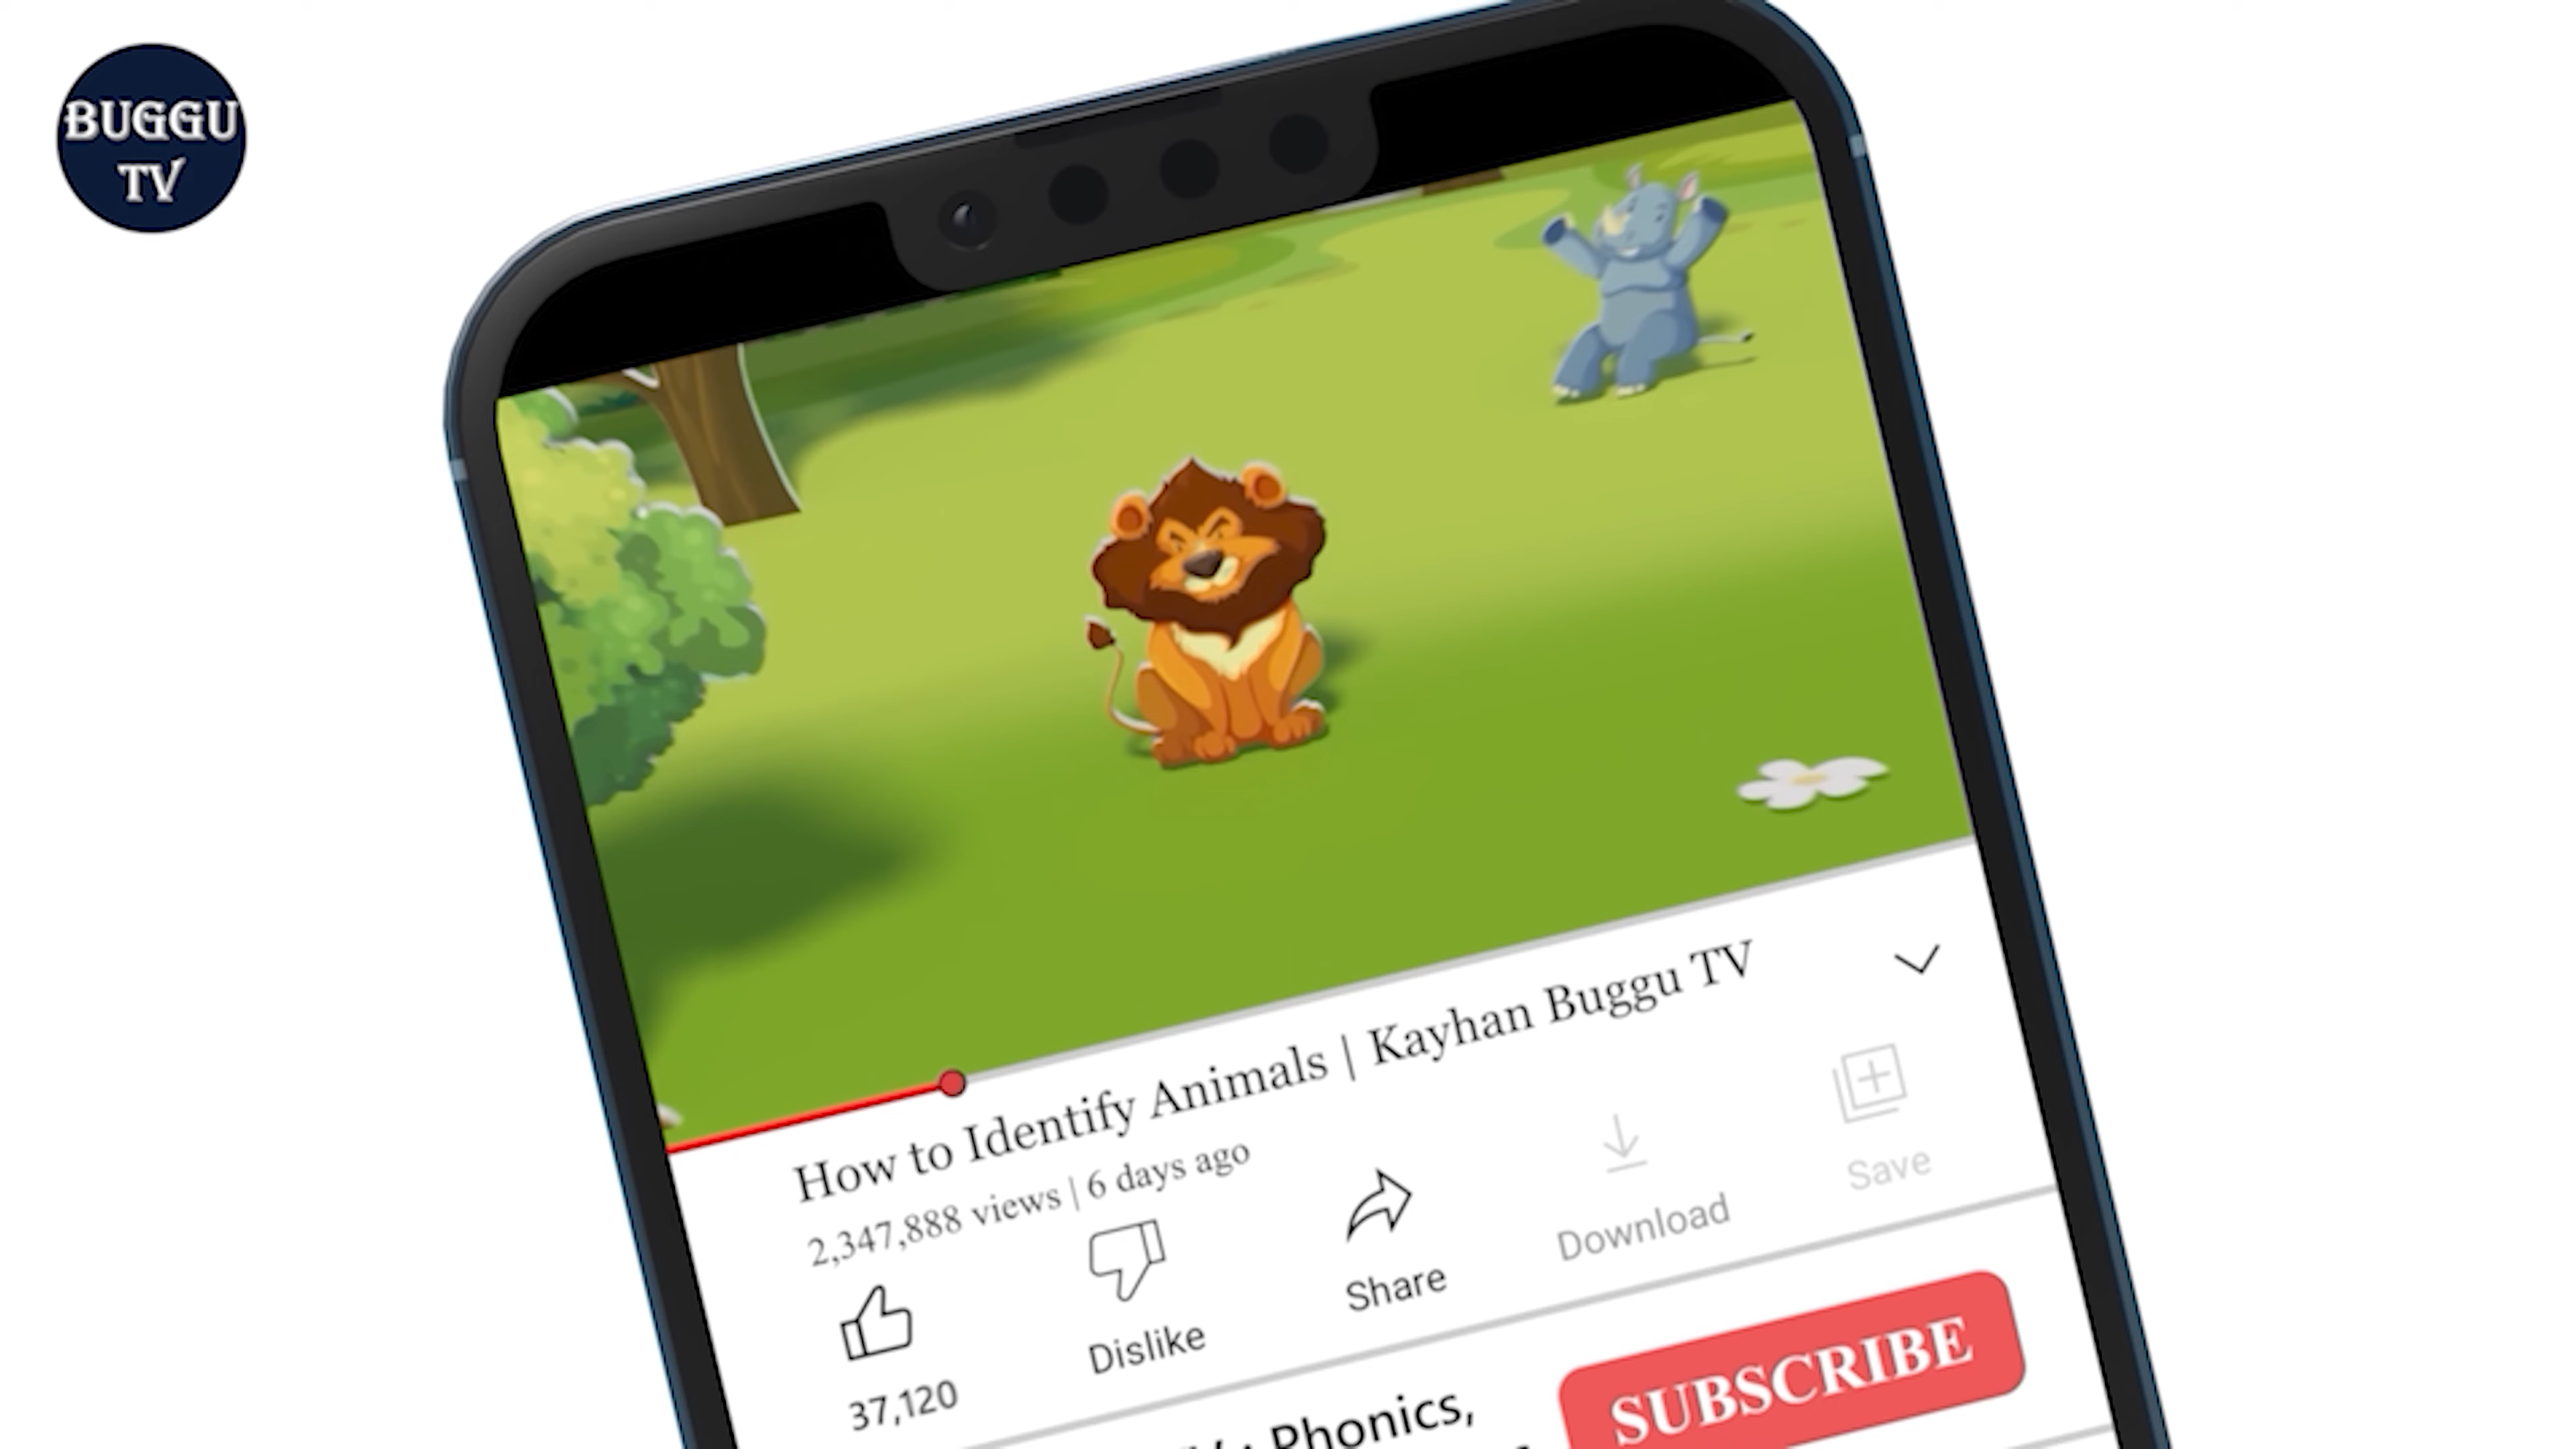 BUGGU
TV
How to Identify Animals | Kayhan Buggu TV
2,347,888 views | 6 days ago
37,120
Dislike
Share
Download
Save
Phonics,
SUBSCRIBE